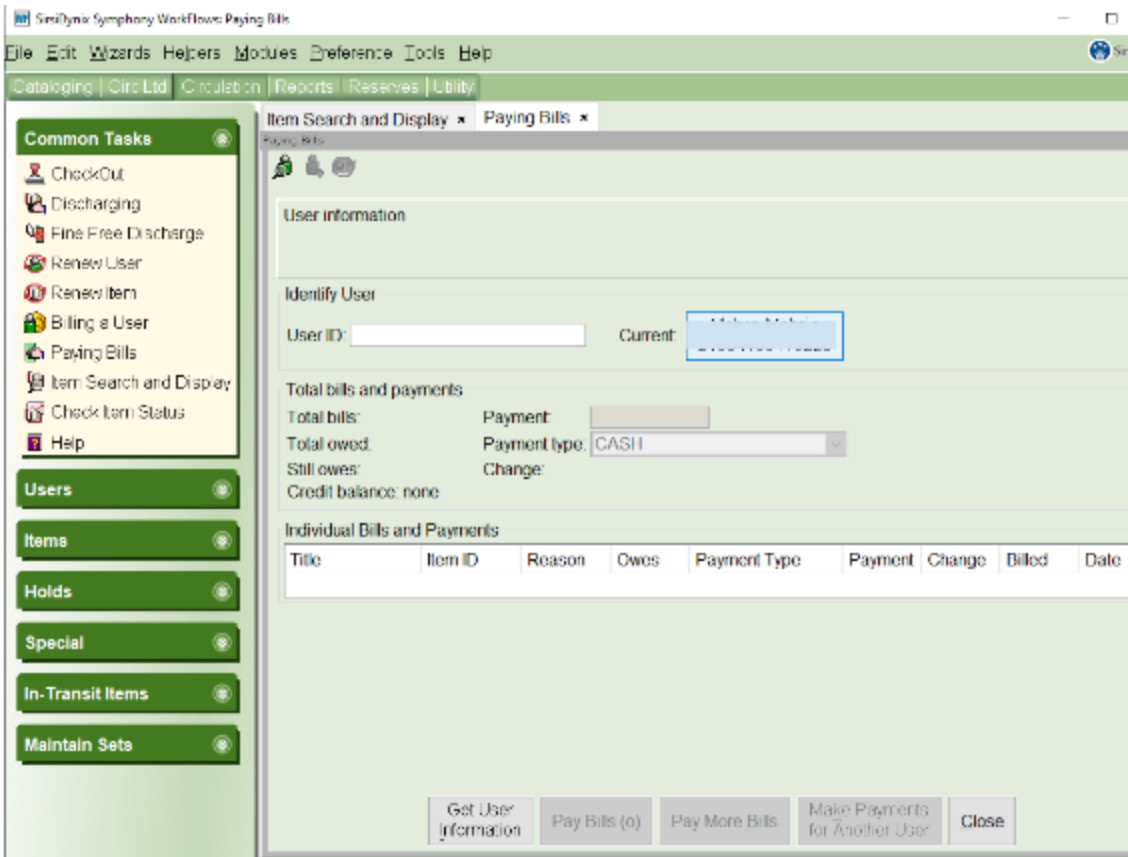 SirsiDynix Symphony WorkFlows: Paying Bills
File Edit Wizards Helpers Modules Preference Tools Help
Cataloging Circ Ltd Circulation Reports Reserves Utility
Item Search and Display Paying Bills
Paying Bills
Common Tasks
CheckOut
Discharging
Fine Free Discharge
Renew User
Renew Item
Billing a User
Paying Bills
Item Search and Display
Check Item Status
Help
Users
Items
Holds
Special
In-Transit Items
Maintain Sets
User information
Identify User
User ID: Current:
Total bills and payments
Total bills: Payment:
Total owed: Payment type: CASH
Still owes: Change:
Credit balance: none
Individual Bills and Payments
Title Item ID Reason Owes Payment Type Payment Change Billed Date
Get User Information
Pay Bills (o)
Pay More Bills
Make Payments for Another User
Close